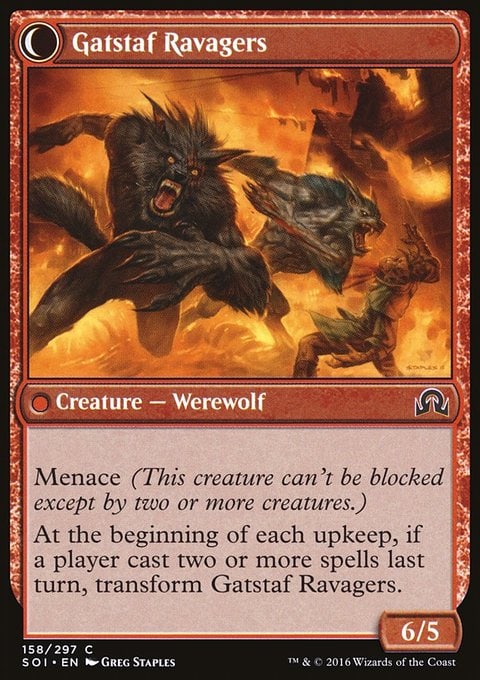 Gatstaf Ravagers
STAPLES
Creature — Werewolf
Menace (This creature can't be blocked
except by two or more creatures.)
At the beginning of each upkeep, if
a player cast two or more spells last
turn, transform Gatstaf Ravagers.
6/5
158/297 C
SOI • EN Greg Staples
™ & © 2016 Wizards of the Coast